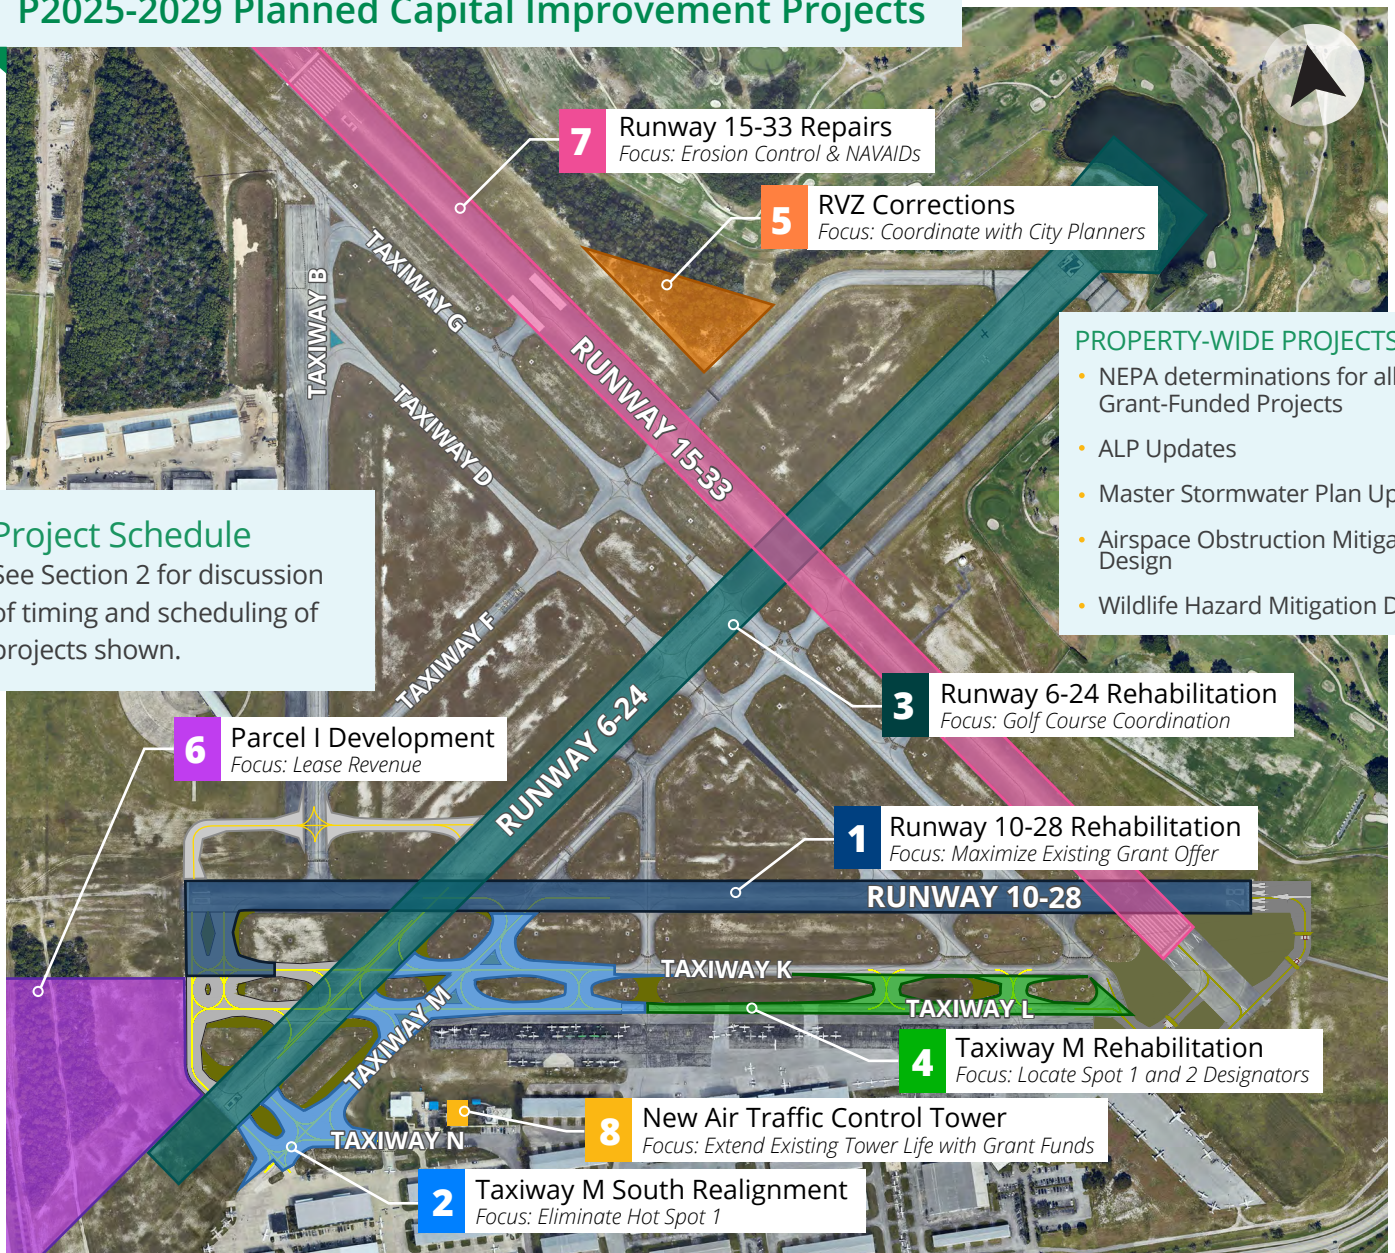 P2025-2029 Planned Capital Improvement Projects
7
Runway 15-33 Repairs
Focus: Erosion Control & NAVAIDs
5
RVZ Corrections
Focus: Coordinate with City Planners
TAXIWAY B
TAXIWAY G
TAXIWAY D
RUNWAY 15-33
PROPERTY-WIDE PROJECTS
• NEPA determinations for all
Grant-Funded Projects
• ALP Updates
• Master Stormwater Plan Up
• Airspace Obstruction Mitiga
Design
• Wildlife Hazard Mitigation D
Project Schedule
See Section 2 for discussion
of timing and scheduling of
projects shown.
TAXIWAY F
RUNWAY 6-24
3
Runway 6-24 Rehabilitation
Focus: Golf Course Coordination
6
Parcel I Development
Focus: Lease Revenue
1
Runway 10-28 Rehabilitation
Focus: Maximize Existing Grant Offer
RUNWAY 10-28
28
TAXIWAY K
TAXIWAY L
TAXIWAY M
4
Taxiway M Rehabilitation
Focus: Locate Spot 1 and 2 Designators
8
New Air Traffic Control Tower
Focus: Extend Existing Tower Life with Grant Funds
TAXIWAY N
2
Taxiway M South Realignment
Focus: Eliminate Hot Spot 1